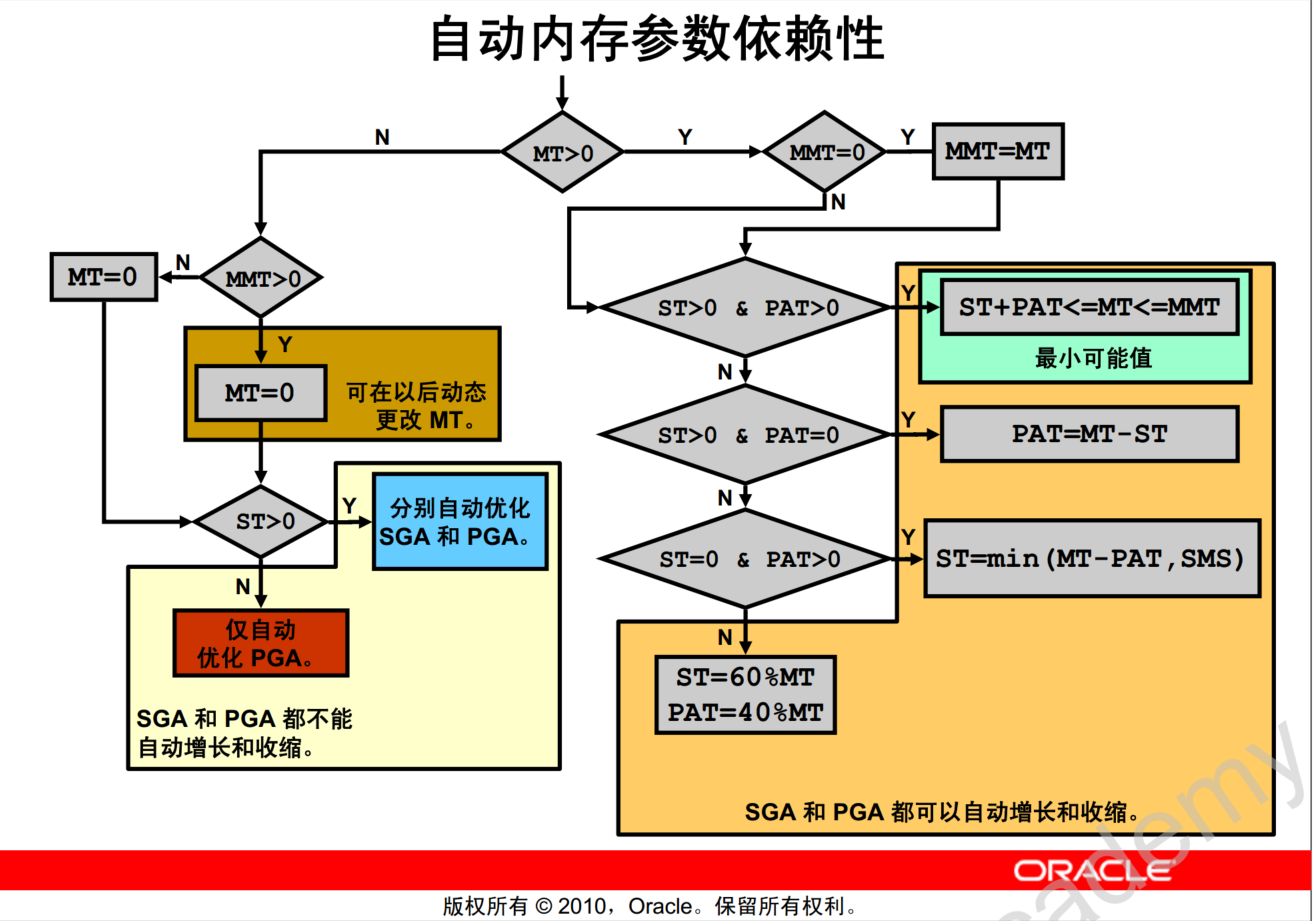 自动内存参数依赖性
N
MT>0
Y
MMT=0
Y
MMT=MT
N
MT=0
N
MMT>0
Y
MT=0
可在以后动态
更改 MT。
ST>0
Y
分别自动优化
SGA 和 PGA。
N
仅自动
优化 PGA。
SGA 和 PGA 都不能
自动增长和收缩。
ST>0 & PAT>0
Y
ST+PAT<=MT<=MMT
最小可能值
N
ST>0 & PAT=0
Y
PAT=MT-ST
N
ST=0 & PAT>0
Y
ST=min(MT-PAT,SMS)
N
ST=60%MT
PAT=40%MT
SGA 和 PGA 都可以自动增长和收缩。
ORACLE
版权所有 © 2010，Oracle。保留所有权利。